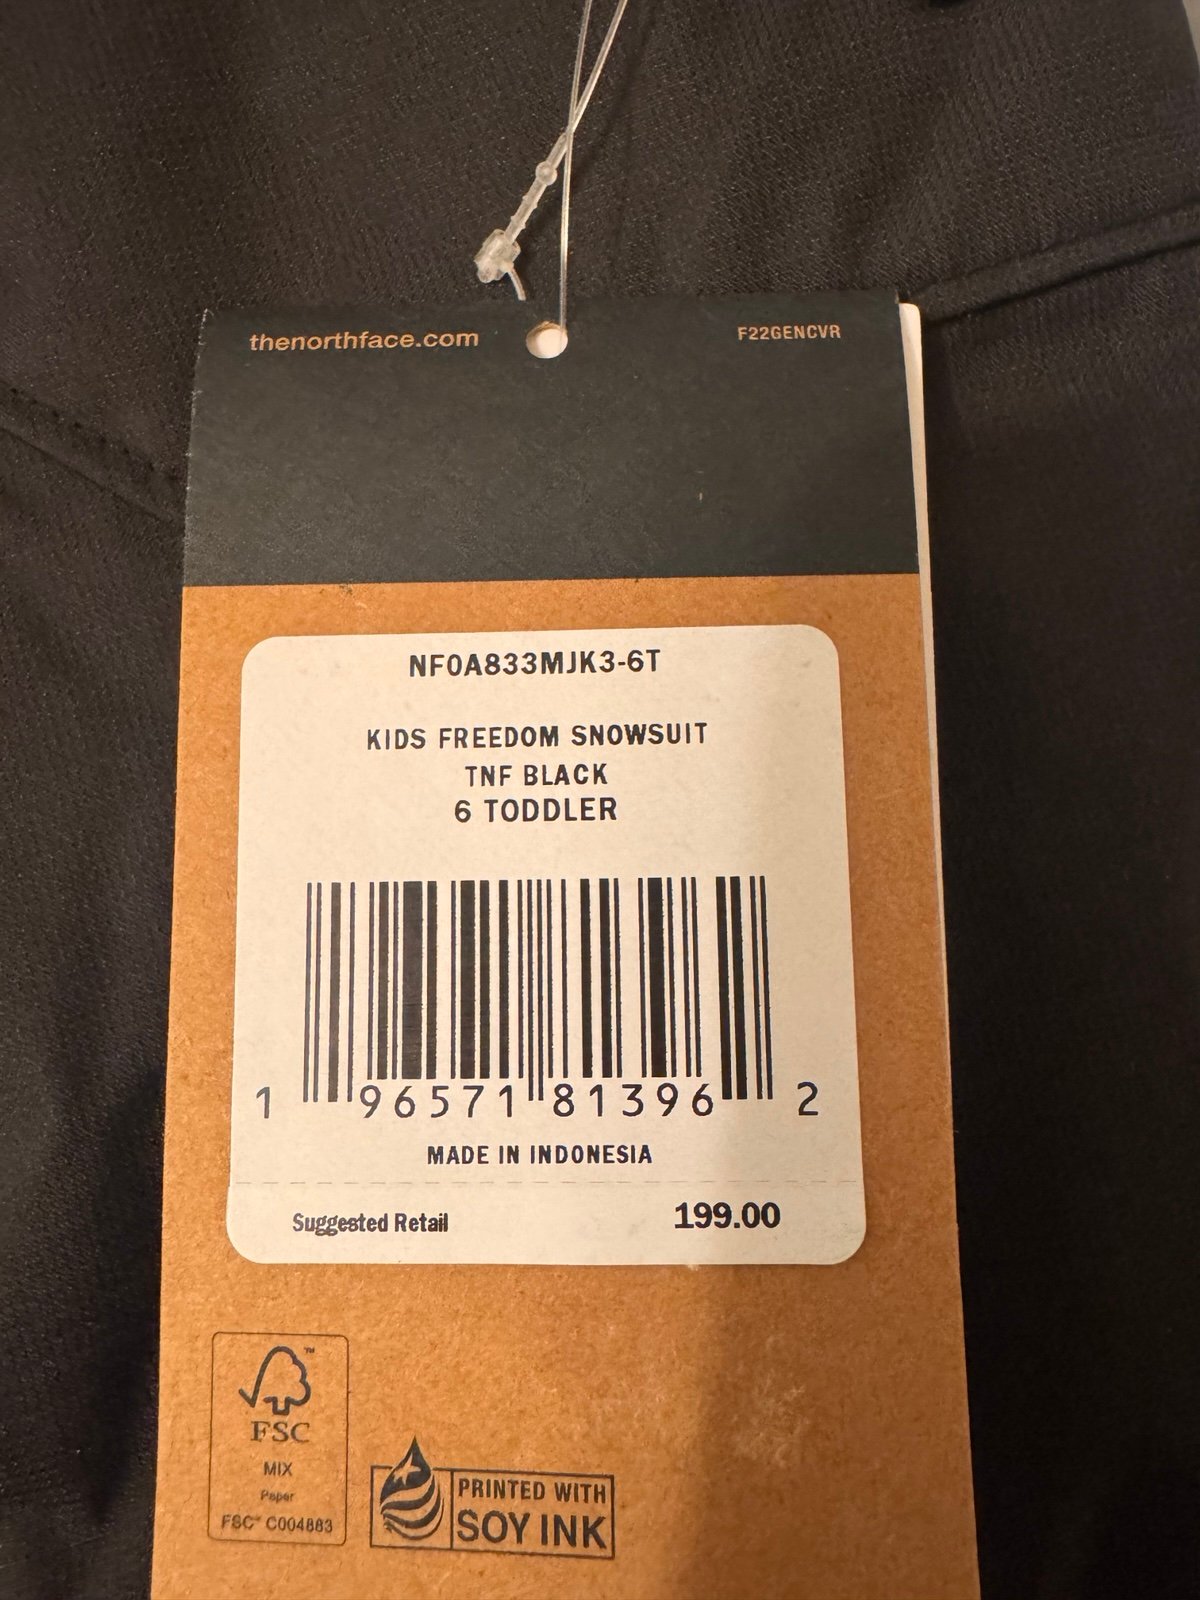 thenorthface.com F22GENCVR
NF0A833MJK3-6T
KIDS FREEDOM SNOWSUIT
TNF BLACK
6 TODDLER
1 96571 81396 2
MADE IN INDONESIA
Suggested Retail 199.00
FSC™
MIX
Paper
FSC® C004883
PRINTED WITH
SOY INK